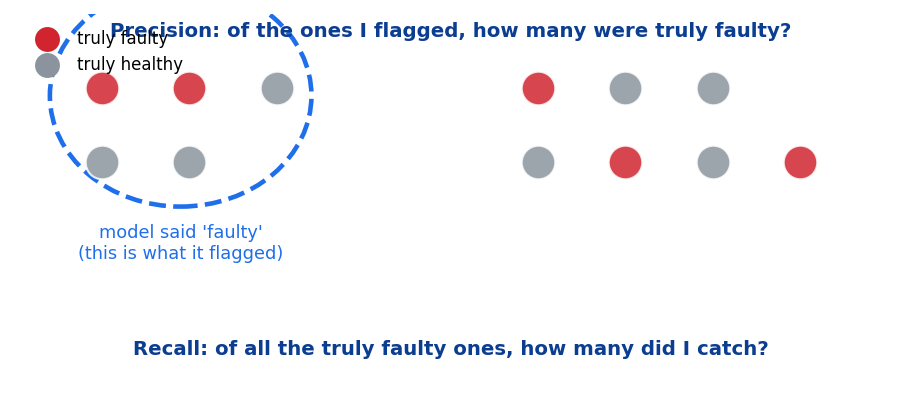 Precision: of the ones I flagged, how many were truly faulty?
truly faulty
truly healthy
model said 'faulty'
(this is what it flagged)
Recall: of all the truly faulty ones, how many did I catch?